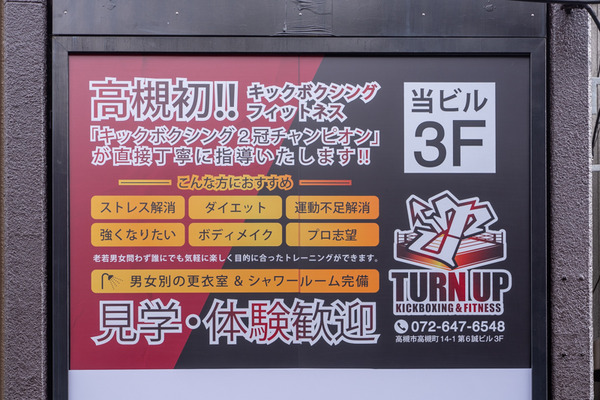 高槻初!! キックボクシング
フィットネス
「キックボクシング2冠チャンピオン」
が直接丁寧に指導いたします!!
こんな方におすすめ
ストレス解消 ダイエット 運動不足解消
強くなりたい ボディメイク プロ志望
老若男女問わず誰にでも気軽に楽しく目的に合ったトレーニングができます。
男女別の更衣室 & シャワールーム完備
見学・体験歓迎
当ビル
3F
TURN UP
KICKBOXING & FITNESS
072-647-6548
高槻市高槻町14-1 第6誠ビル3F